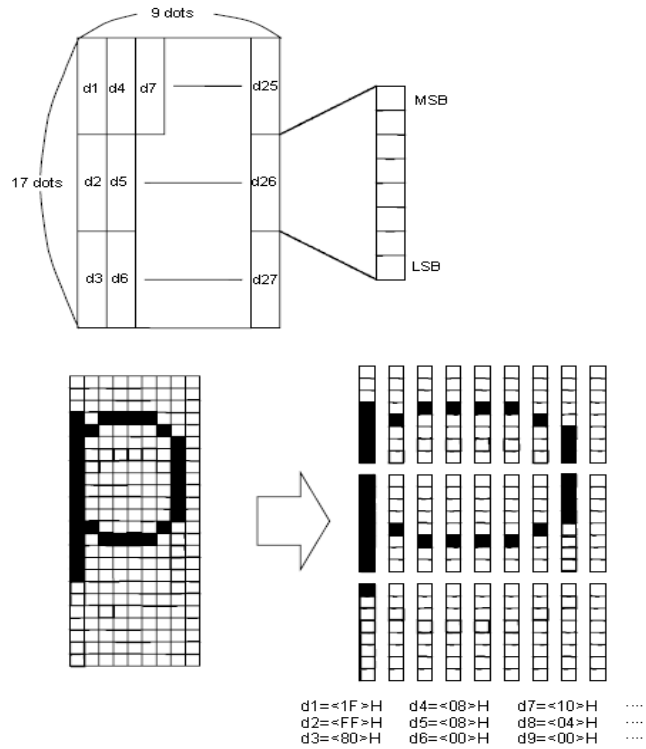 9 dots
d1 d4 d7 d25
MSB
17 dots d2 d5 d26
LSB
d3 d6 d27
d1=<1F>H d4=<08>H d7=<10>H ····
d2=<FF>H d5=<08>H d8=<04>H ····
d3=<80>H d6=<00>H d9=<00>H ····